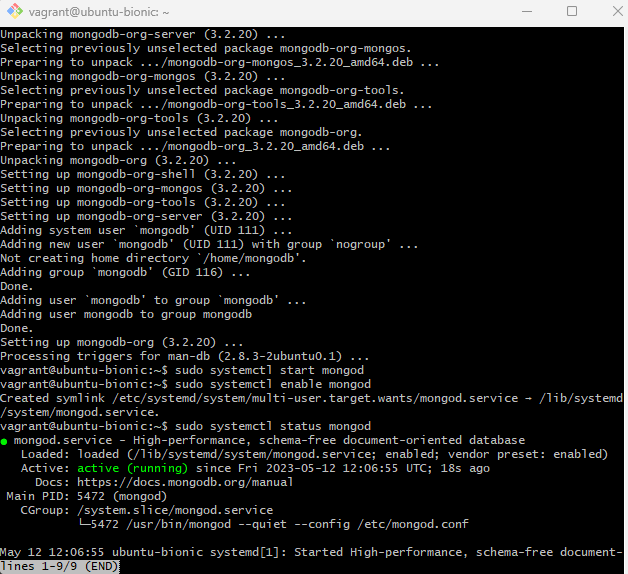 vagrant@ubuntu-bionic: ~
Unpacking mongodb-org-server (3.2.20) ...
Selecting previously unselected package mongodb-org-mongos.
Preparing to unpack .../mongodb-org-mongos_3.2.20_amd64.deb ...
Unpacking mongodb-org-mongos (3.2.20) ...
Selecting previously unselected package mongodb-org-tools.
Preparing to unpack .../mongodb-org-tools_3.2.20_amd64.deb ...
Unpacking mongodb-org-tools (3.2.20) ...
Selecting previously unselected package mongodb-org.
Preparing to unpack .../mongodb-org_3.2.20_amd64.deb ...
Unpacking mongodb-org (3.2.20) ...
Setting up mongodb-org-shell (3.2.20) ...
Setting up mongodb-org-mongos (3.2.20) ...
Setting up mongodb-org-tools (3.2.20) ...
Setting up mongodb-org-server (3.2.20) ...
Adding system user `mongodb' (UID 111) ...
Adding new user `mongodb' (UID 111) with group `nogroup' ...
Not creating home directory `/home/mongodb'.
Adding group `mongodb' (GID 116) ...
Done.
Adding user `mongodb' to group `mongodb' ...
Adding user mongodb to group mongodb
Done.
Setting up mongodb-org (3.2.20) ...
Processing triggers for man-db (2.8.3-2ubuntu0.1) ...
vagrant@ubuntu-bionic:~$ sudo systemctl start mongod
vagrant@ubuntu-bionic:~$ sudo systemctl enable mongod
Created symlink /etc/systemd/system/multi-user.target.wants/mongod.service → /lib/systemd
/system/mongod.service.
vagrant@ubuntu-bionic:~$ sudo systemctl status mongod
● mongod.service - High-performance, schema-free document-oriented database
   Loaded: loaded (/lib/systemd/system/mongod.service; enabled; vendor preset: enabled)
   Active: active (running) since Fri 2023-05-12 12:06:55 UTC; 18s ago
     Docs: https://docs.mongodb.org/manual
 Main PID: 5472 (mongod)
   CGroup: /system.slice/mongod.service
           └─5472 /usr/bin/mongod --quiet --config /etc/mongod.conf
May 12 12:06:55 ubuntu-bionic systemd[1]: Started High-performance, schema-free document-
lines 1-9/9 (END)